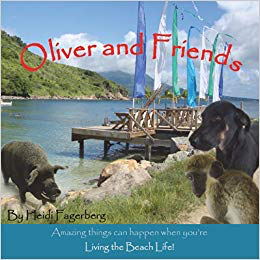 Oliver and Friends
By Heidi Fagerberg
Amazing things can happen when you're
Living the Beach Life!